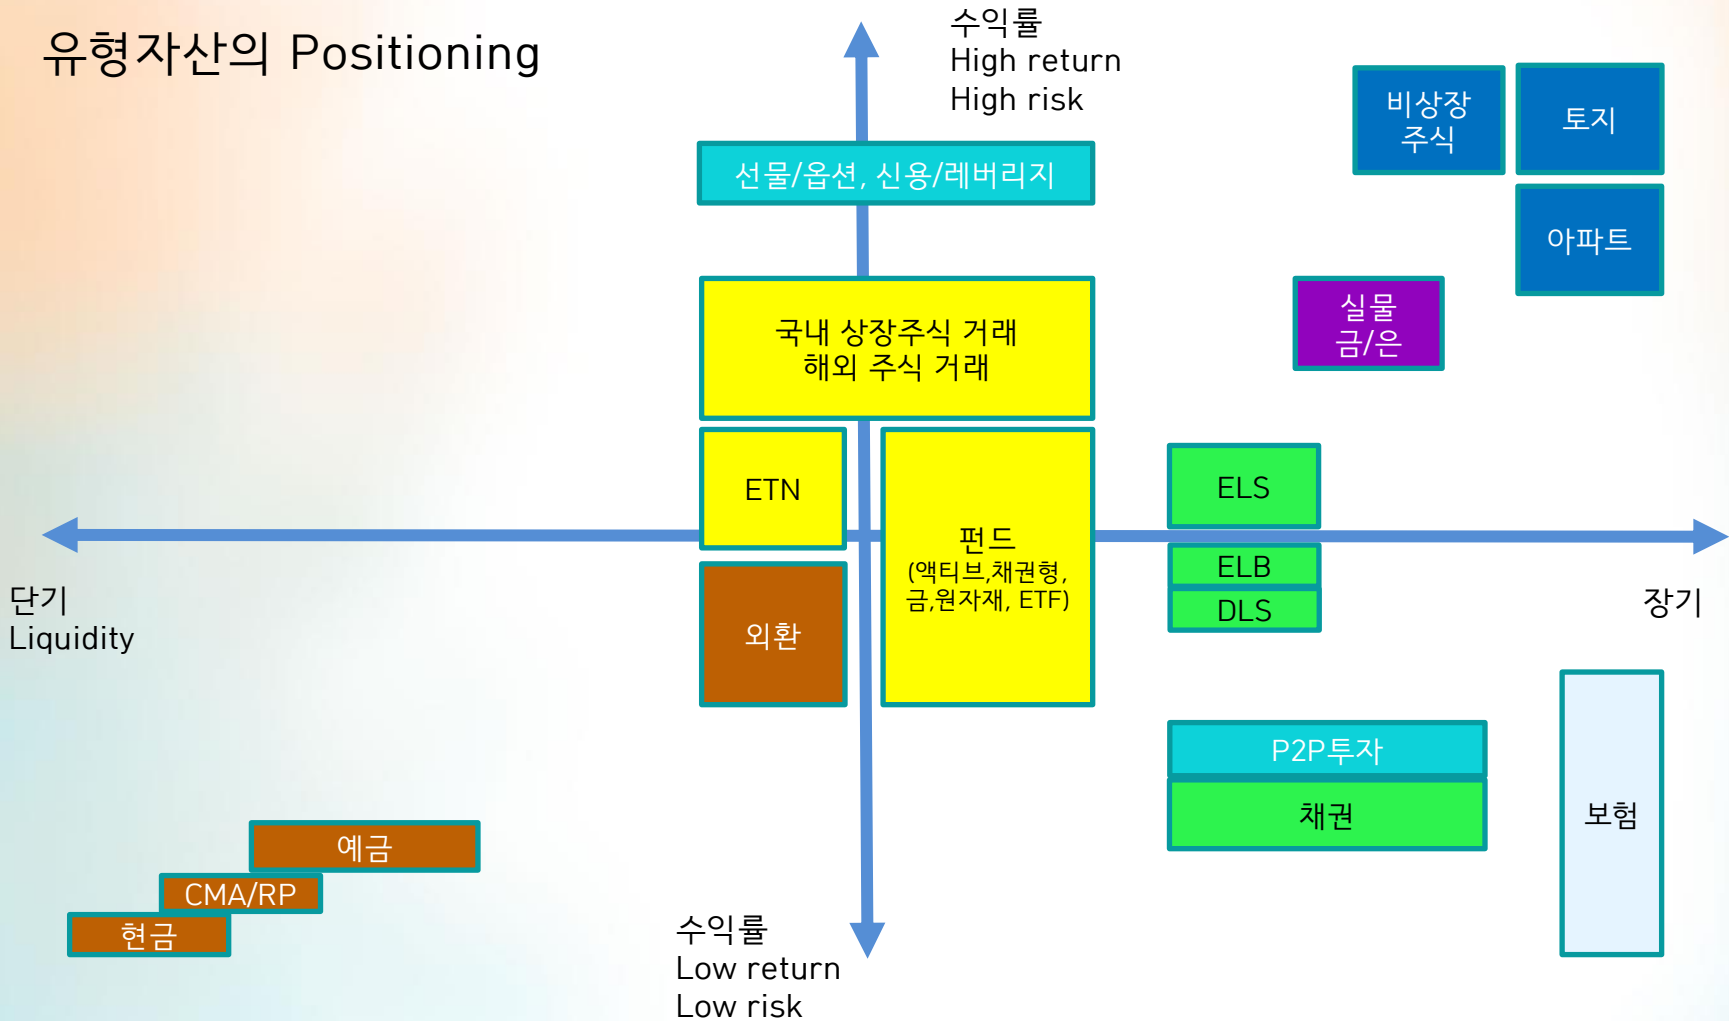 유형자산의 Positioning
수익률
High return
High risk
비상장
주식
토지
선물/옵션, 신용/레버리지
아파트
실물
금/은
국내 상장주식 거래
해외 주식 거래
ETN
펀드
(액티브,채권형,
금,원자재, ETF)
ELS
ELB
DLS
단기
Liquidity
장기
외환
P2P투자
채권
보험
예금
CMA/RP
현금
수익률
Low return
Low risk